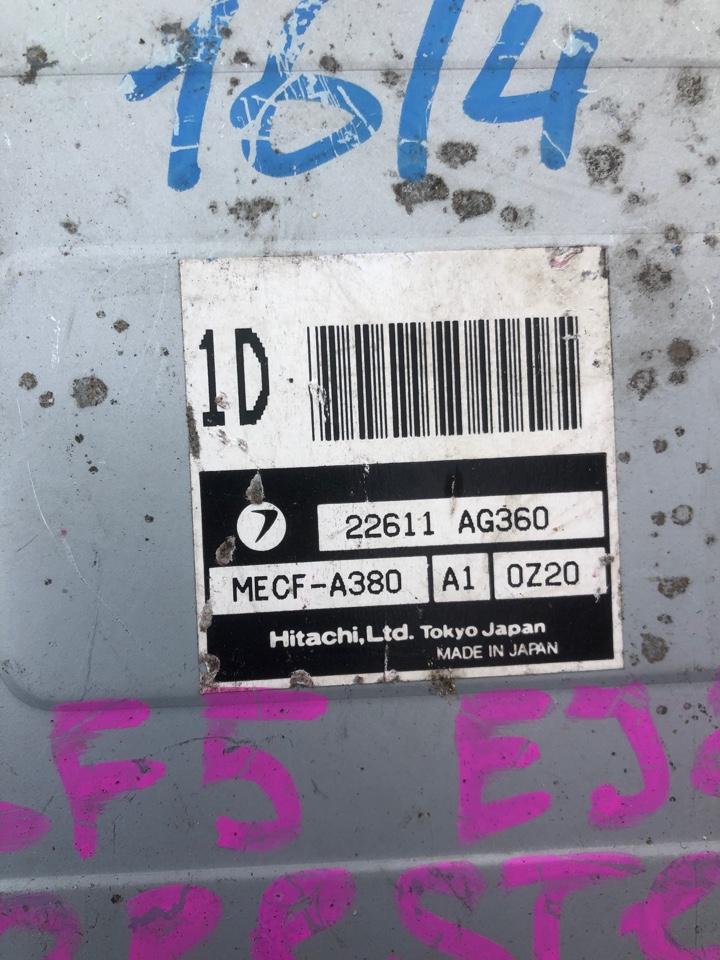 1614
1D
22611 AG360
MECF-A380 A1 0Z20
Hitachi,Ltd. Tokyo Japan
MADE IN JAPAN
F5 EJ